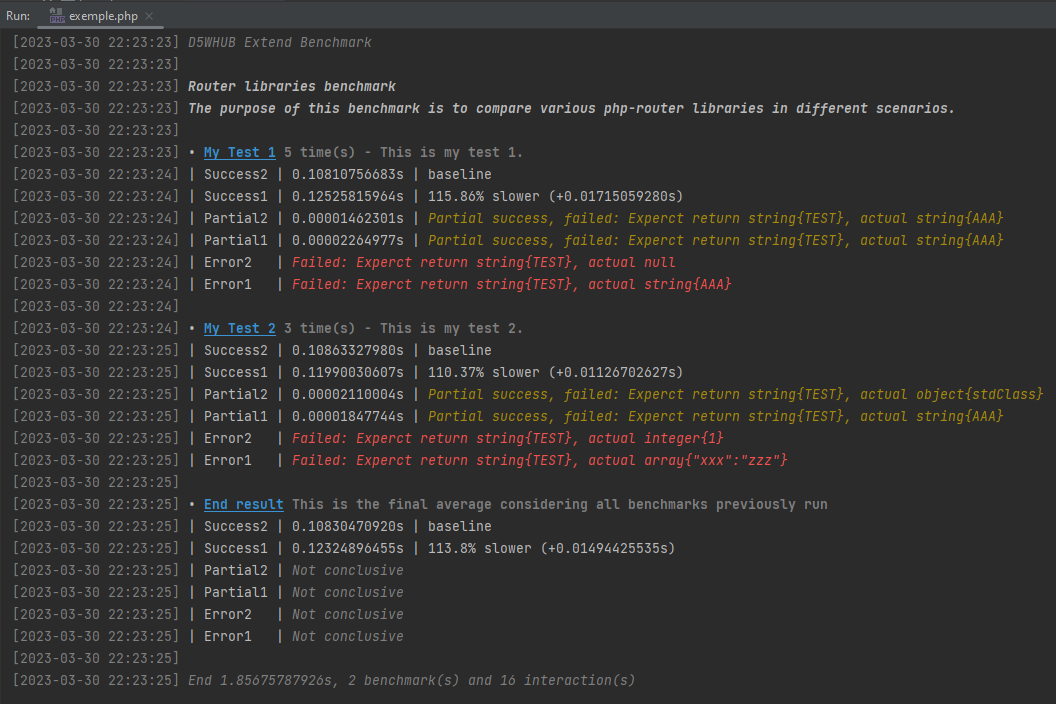 Run: exemple.php
[2023-03-30 22:23:23] D5WHUB Extend Benchmark
[2023-03-30 22:23:23]
[2023-03-30 22:23:23] Router libraries benchmark
[2023-03-30 22:23:23] The purpose of this benchmark is to compare various php-router libraries in different scenarios.
[2023-03-30 22:23:23]
[2023-03-30 22:23:23] • My Test 1 5 time(s) - This is my test 1.
[2023-03-30 22:23:24] | Success2 | 0.10810756683s | baseline
[2023-03-30 22:23:24] | Success1 | 0.12525815964s | 115.86% slower (+0.01715059280s)
[2023-03-30 22:23:24] | Partial2 | 0.00001462301s | Partial success, failed: Experct return string{TEST}, actual string{AAA}
[2023-03-30 22:23:24] | Partial1 | 0.00002264977s | Partial success, failed: Experct return string{TEST}, actual string{AAA}
[2023-03-30 22:23:24] | Error2   | Failed: Experct return string{TEST}, actual null
[2023-03-30 22:23:24] | Error1   | Failed: Experct return string{TEST}, actual string{AAA}
[2023-03-30 22:23:24]
[2023-03-30 22:23:24] • My Test 2 3 time(s) - This is my test 2.
[2023-03-30 22:23:25] | Success2 | 0.10863327980s | baseline
[2023-03-30 22:23:25] | Success1 | 0.11990030607s | 110.37% slower (+0.01126702627s)
[2023-03-30 22:23:25] | Partial2 | 0.00002110004s | Partial success, failed: Experct return string{TEST}, actual object{stdClass}
[2023-03-30 22:23:25] | Partial1 | 0.00001847744s | Partial success, failed: Experct return string{TEST}, actual string{AAA}
[2023-03-30 22:23:25] | Error2   | Failed: Experct return string{TEST}, actual integer{1}
[2023-03-30 22:23:25] | Error1   | Failed: Experct return string{TEST}, actual array{"xxx":"zzz"}
[2023-03-30 22:23:25]
[2023-03-30 22:23:25] • End result This is the final average considering all benchmarks previously run
[2023-03-30 22:23:25] | Success2 | 0.10830470920s | baseline
[2023-03-30 22:23:25] | Success1 | 0.12324896455s | 113.8% slower (+0.01494425535s)
[2023-03-30 22:23:25] | Partial2 | Not conclusive
[2023-03-30 22:23:25] | Partial1 | Not conclusive
[2023-03-30 22:23:25] | Error2   | Not conclusive
[2023-03-30 22:23:25] | Error1   | Not conclusive
[2023-03-30 22:23:25]
[2023-03-30 22:23:25] End 1.85675787926s, 2 benchmark(s) and 16 interaction(s)